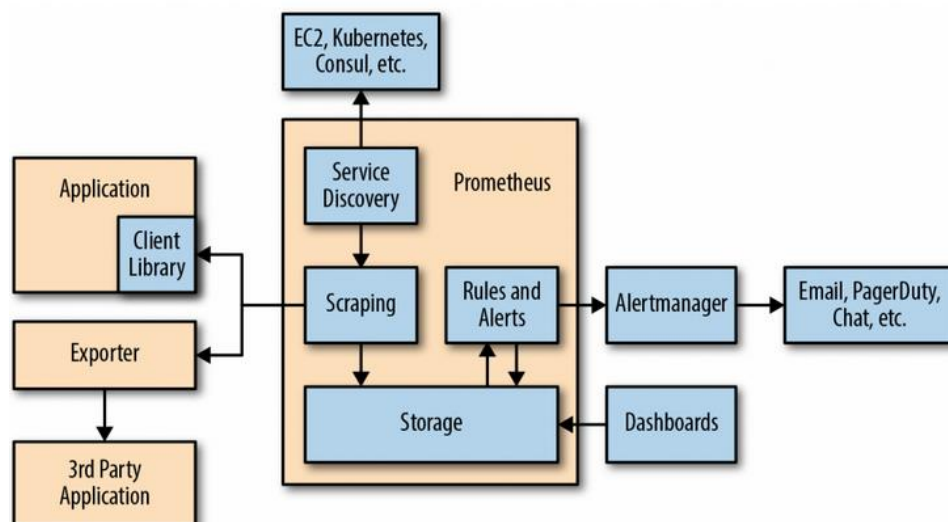 EC2, Kubernetes,
Consul, etc.
Service
Discovery
Prometheus
Application
Client
Library
Scraping
Rules and
Alerts
Alertmanager
Email, PagerDuty,
Chat, etc.
Exporter
Storage
Dashboards
3rd Party
Application